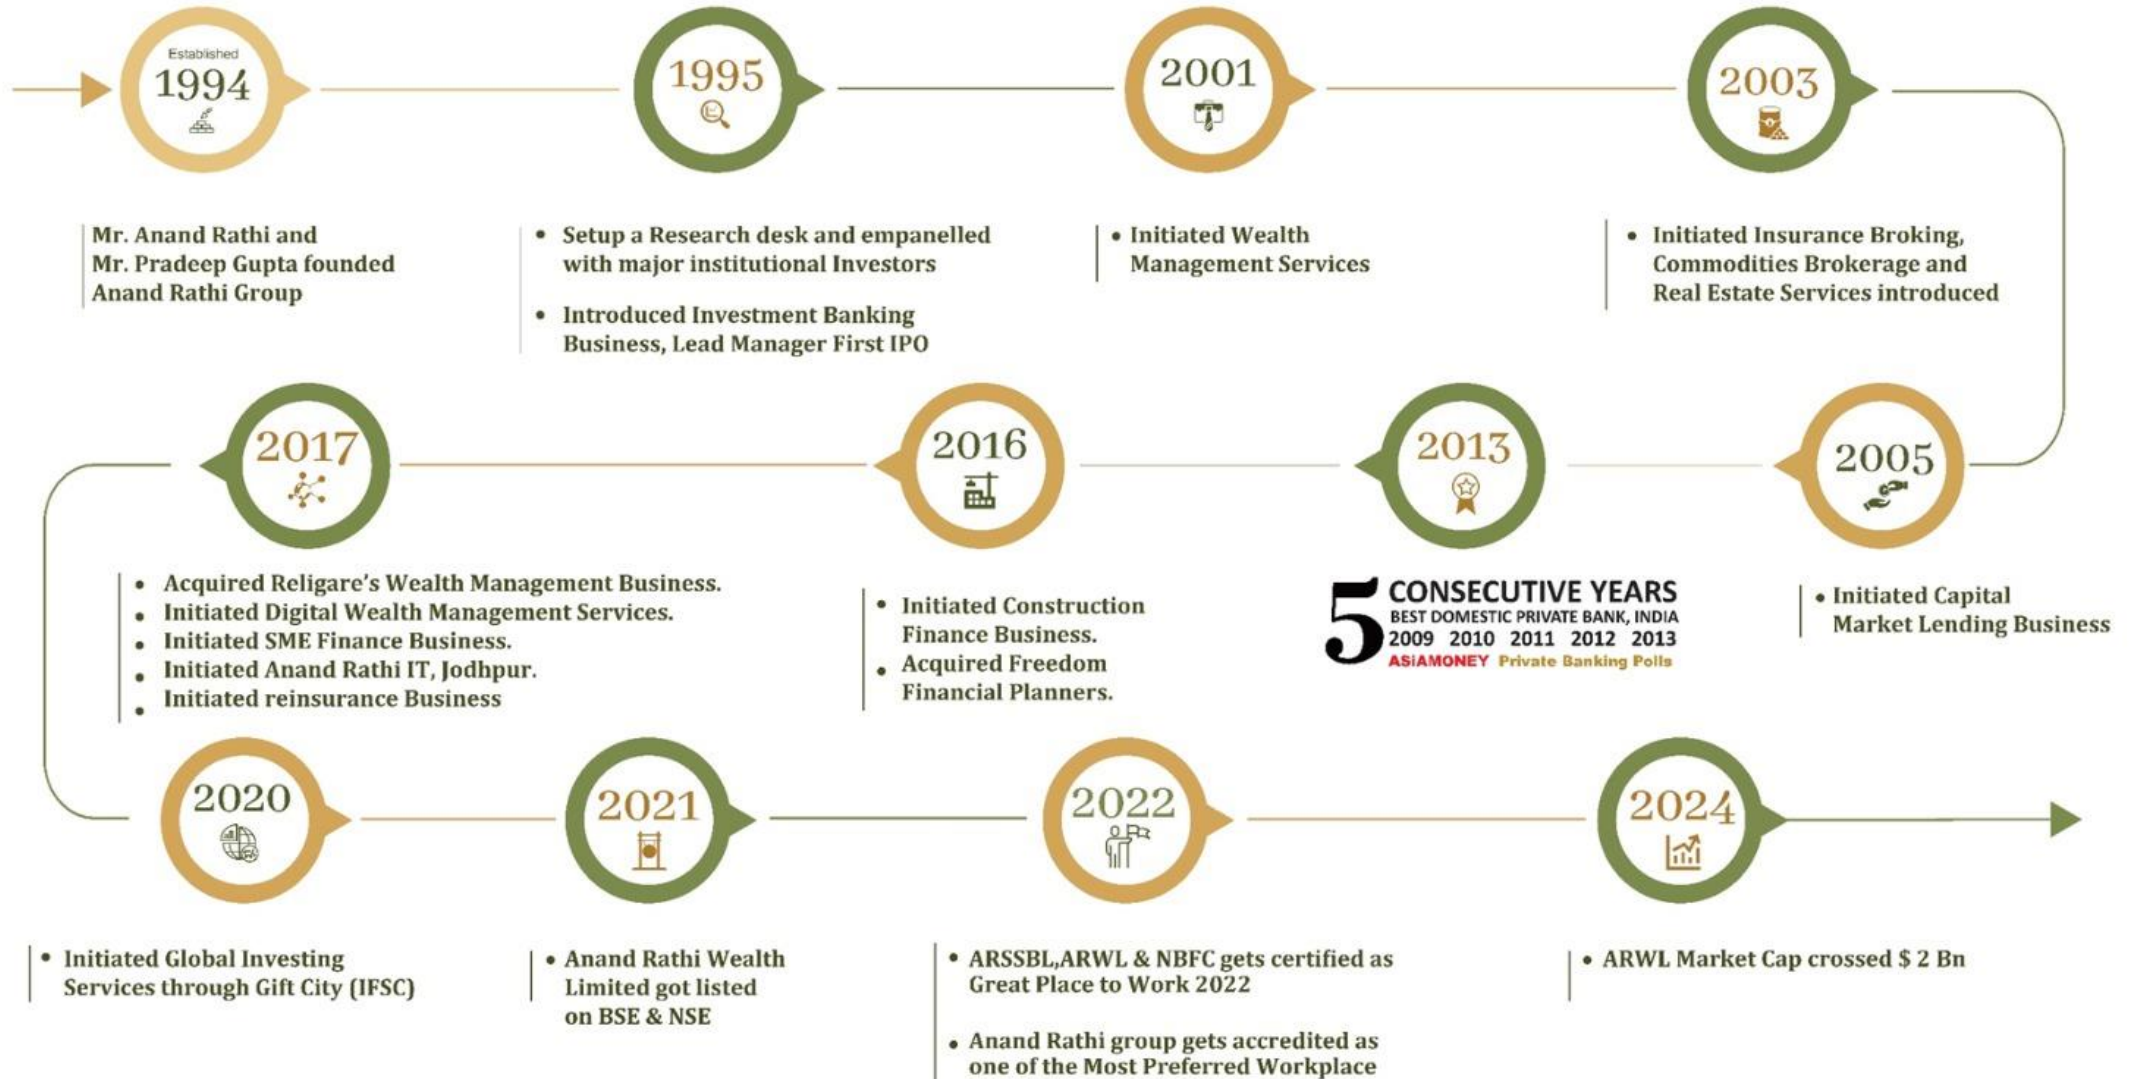 Established
1994
Mr. Anand Rathi and
Mr. Pradeep Gupta founded
Anand Rathi Group
1995
• Setup a Research desk and empanelled
with major institutional Investors
• Introduced Investment Banking
Business, Lead Manager First IPO
2001
• Initiated Wealth
Management Services
2003
• Initiated Insurance Broking,
Commodities Brokerage and
Real Estate Services introduced
2005
• Initiated Capital
Market Lending Business
2013
5 CONSECUTIVE YEARS
BEST DOMESTIC PRIVATE BANK, INDIA
2009 2010 2011 2012 2013
ASIAMONEY Private Banking Polls
2016
• Initiated Construction
Finance Business.
• Acquired Freedom
Financial Planners.
2017
• Acquired Religare's Wealth Management Business.
• Initiated Digital Wealth Management Services.
• Initiated SME Finance Business.
• Initiated Anand Rathi IT, Jodhpur.
• Initiated reinsurance Business
2020
• Initiated Global Investing
Services through Gift City (IFSC)
2021
• Anand Rathi Wealth
Limited got listed
on BSE & NSE
2022
• ARSSBL,ARWL & NBFC gets certified as
Great Place to Work 2022
• Anand Rathi group gets accredited as
one of the Most Preferred Workplace
2024
• ARWL Market Cap crossed $ 2 Bn